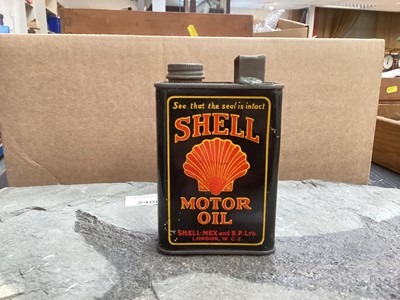 See that the seal is intact
SHELL
MOTOR
OIL
SHELL-MEX and B.P. LTD.
LONDON, W.C.2.